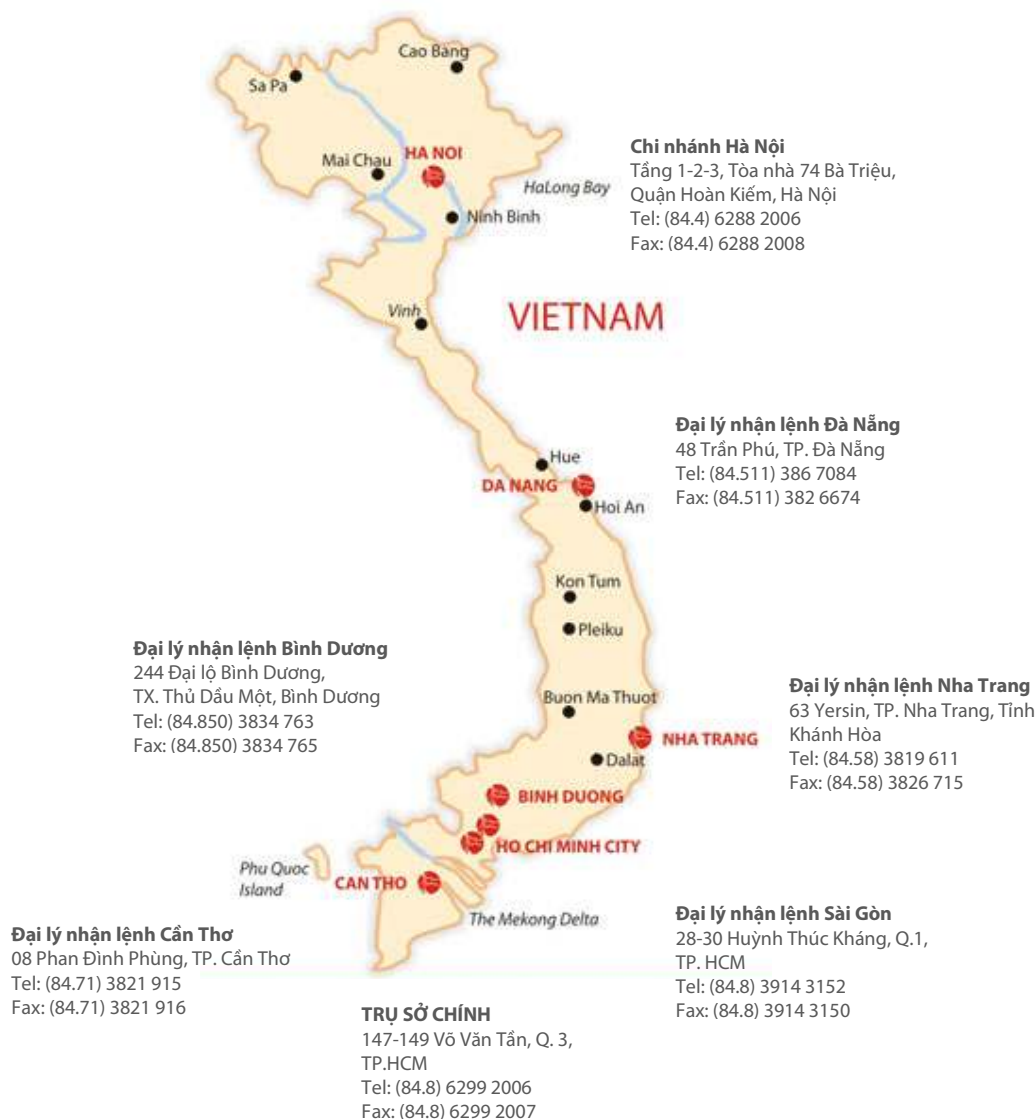 Cao Bang
Sa Pa
HA NOI
Mai Chau
HaLong Bay
Ninh Binh
Chi nhánh Hà Nội
Tầng 1-2-3, Tòa nhà 74 Bà Triệu,
Quận Hoàn Kiếm, Hà Nội
Tel: (84.4) 6288 2006
Fax: (84.4) 6288 2008
Vinh
VIETNAM
Đại lý nhận lệnh Đà Nẵng
48 Trần Phú, TP. Đà Nẵng
Tel: (84.511) 386 7084
Fax: (84.511) 382 6674
Hue
DA NANG
Hoi An
Kon Tum
Pleiku
Đại lý nhận lệnh Bình Dương
244 Đại lộ Bình Dương,
TX. Thủ Dầu Một, Bình Dương
Tel: (84.850) 3834 763
Fax: (84.850) 3834 765
Buon Ma Thuot
Đại lý nhận lệnh Nha Trang
63 Yersin, TP. Nha Trang, Tỉnh
Khánh Hòa
Tel: (84.58) 3819 611
Fax: (84.58) 3826 715
NHA TRANG
Dalat
BINH DUONG
HO CHI MINH CITY
Phu Quoc
Island
CAN THO
The Mekong Delta
Đại lý nhận lệnh Cần Thơ
08 Phan Đình Phùng, TP. Cần Thơ
Tel: (84.71) 3821 915
Fax: (84.71) 3821 916
Đại lý nhận lệnh Sài Gòn
28-30 Huỳnh Thúc Kháng, Q.1,
TP. HCM
Tel: (84.8) 3914 3152
Fax: (84.8) 3914 3150
TRỤ SỞ CHÍNH
147-149 Võ Văn Tần, Q. 3,
TP.HCM
Tel: (84.8) 6299 2006
Fax: (84.8) 6299 2007